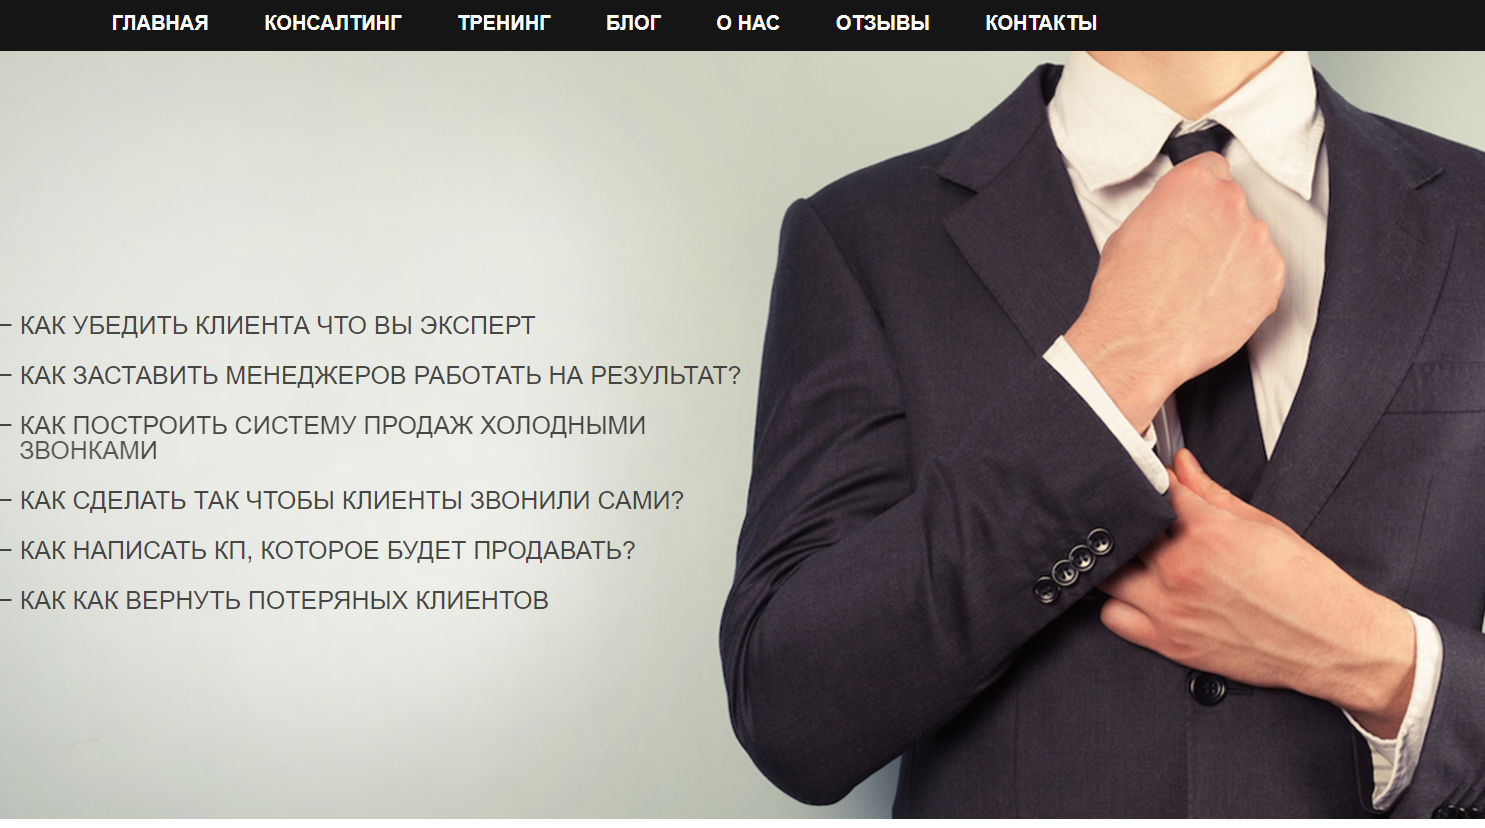 ГЛАВНАЯ КОНСАЛТИНГ ТРЕНИНГ БЛОГ О НАС ОТЗЫВЫ КОНТАКТЫ
– КАК УБЕДИТЬ КЛИЕНТА ЧТО ВЫ ЭКСПЕРТ
– КАК ЗАСТАВИТЬ МЕНЕДЖЕРОВ РАБОТАТЬ НА РЕЗУЛЬТАТ?
– КАК ПОСТРОИТЬ СИСТЕМУ ПРОДАЖ ХОЛОДНЫМИ
ЗВОНКАМИ
– КАК СДЕЛАТЬ ТАК ЧТОБЫ КЛИЕНТЫ ЗВОНИЛИ САМИ?
– КАК НАПИСАТЬ КП, КОТОРОЕ БУДЕТ ПРОДАВАТЬ?
– КАК КАК ВЕРНУТЬ ПОТЕРЯНЫХ КЛИЕНТОВ